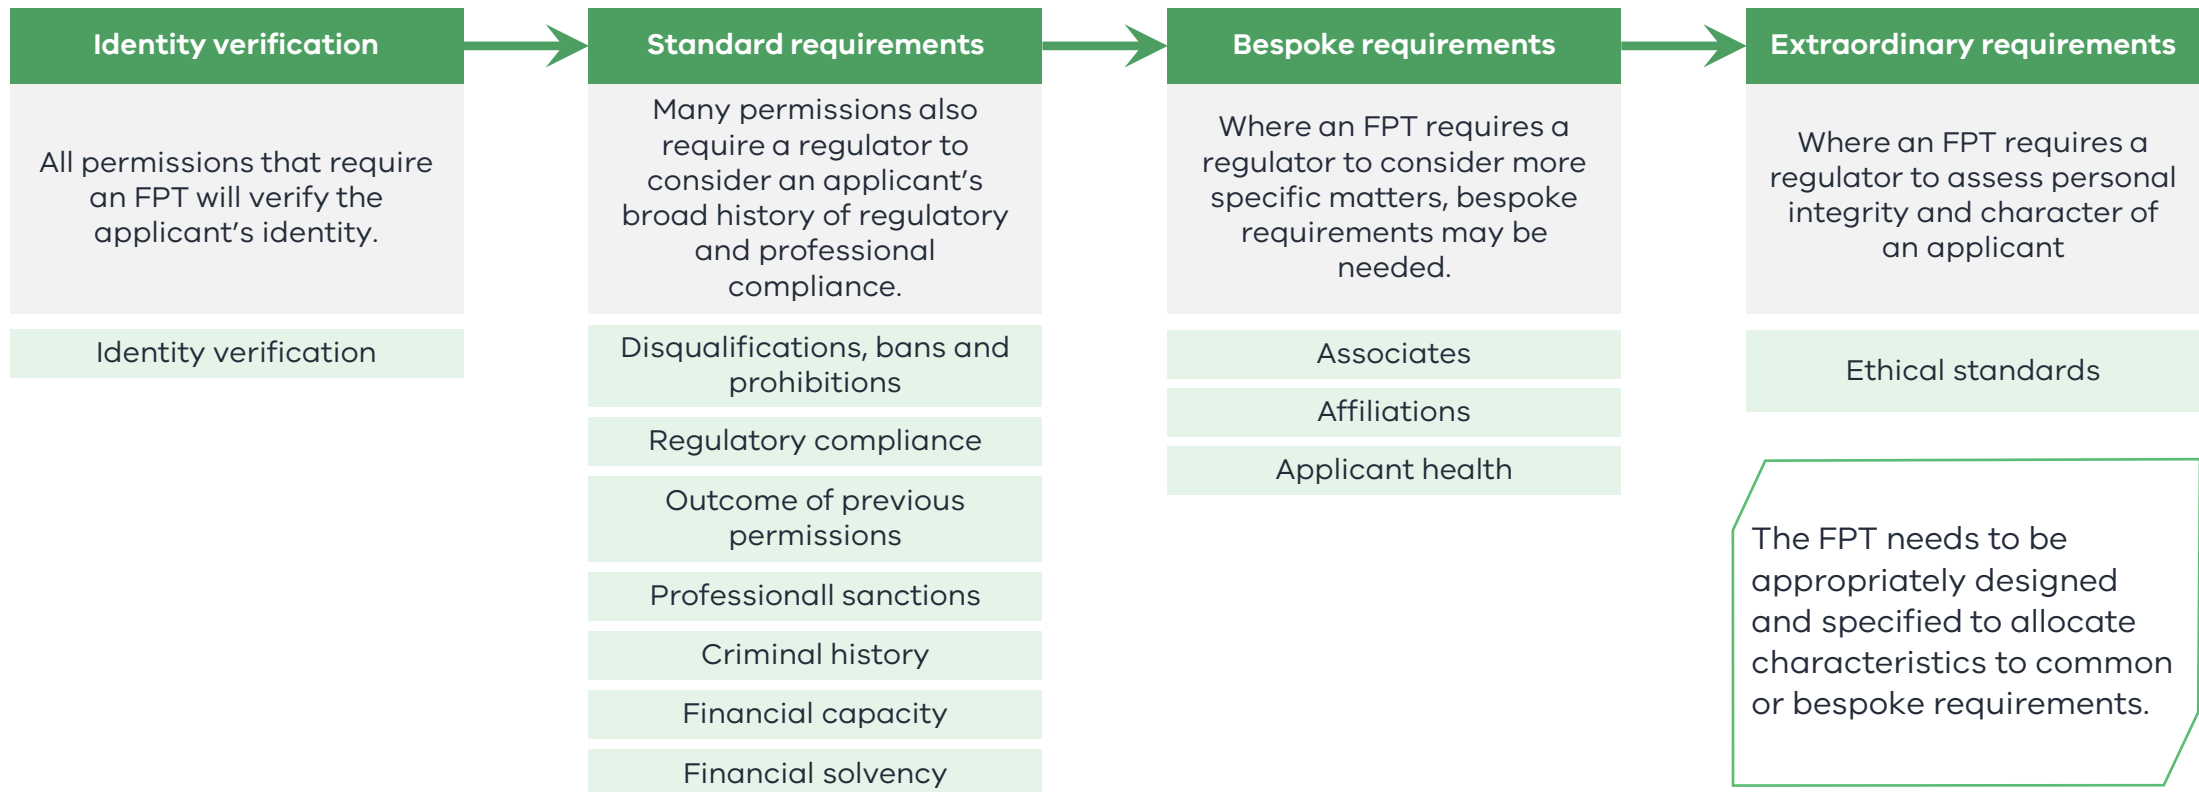 Identity verification
All permissions that require
an FPT will verify the
applicant’s identity.
Identity verification
Standard requirements
Many permissions also
require a regulator to
consider an applicant’s
broad history of regulatory
and professional
compliance.
Disqualifications, bans and
prohibitions
Regulatory compliance
Outcome of previous
permissions
Professionall sanctions
Criminal history
Financial capacity
Financial solvency
Bespoke requirements
Where an FPT requires a
regulator to consider more
specific matters, bespoke
requirements may be
needed.
Associates
Affiliations
Applicant health
Extraordinary requirements
Where an FPT requires a
regulator to assess personal
integrity and character of
an applicant
Ethical standards
The FPT needs to be
appropriately designed
and specified to allocate
characteristics to common
or bespoke requirements.